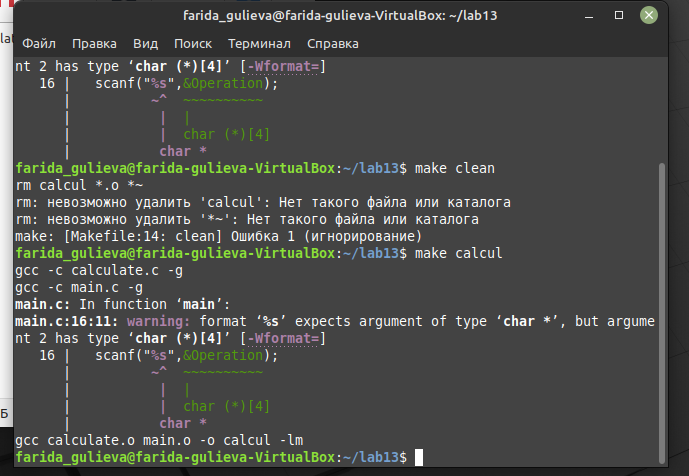 farida_gulieva@farida-gulieva-VirtualBox: ~/lab13
Файл Правка Вид Поиск Терминал Справка
nt 2 has type ‘char (*)[4]’ [-Wformat=]
   16 |   scanf("%s",&Operation);
      |          ~^  ~~~~~~~~~~
      |           |  |
      |           |  char (*)[4]
      |           char *
farida_gulieva@farida-gulieva-VirtualBox:~/lab13$ make clean
rm calcul *.o *~
rm: невозможно удалить 'calcul': Нет такого файла или каталога
rm: невозможно удалить '*~': Нет такого файла или каталога
make: [Makefile:14: clean] Ошибка 1 (игнорирование)
farida_gulieva@farida-gulieva-VirtualBox:~/lab13$ make calcul
gcc -c calculate.c -g
gcc -c main.c -g
main.c: In function ‘main’:
main.c:16:11: warning: format ‘%s’ expects argument of type ‘char *’, but argume
nt 2 has type ‘char (*)[4]’ [-Wformat=]
   16 |   scanf("%s",&Operation);
      |          ~^  ~~~~~~~~~~
      |           |  |
      |           |  char (*)[4]
      |           char *
gcc calculate.o main.o -o calcul -lm
farida_gulieva@farida-gulieva-VirtualBox:~/lab13$